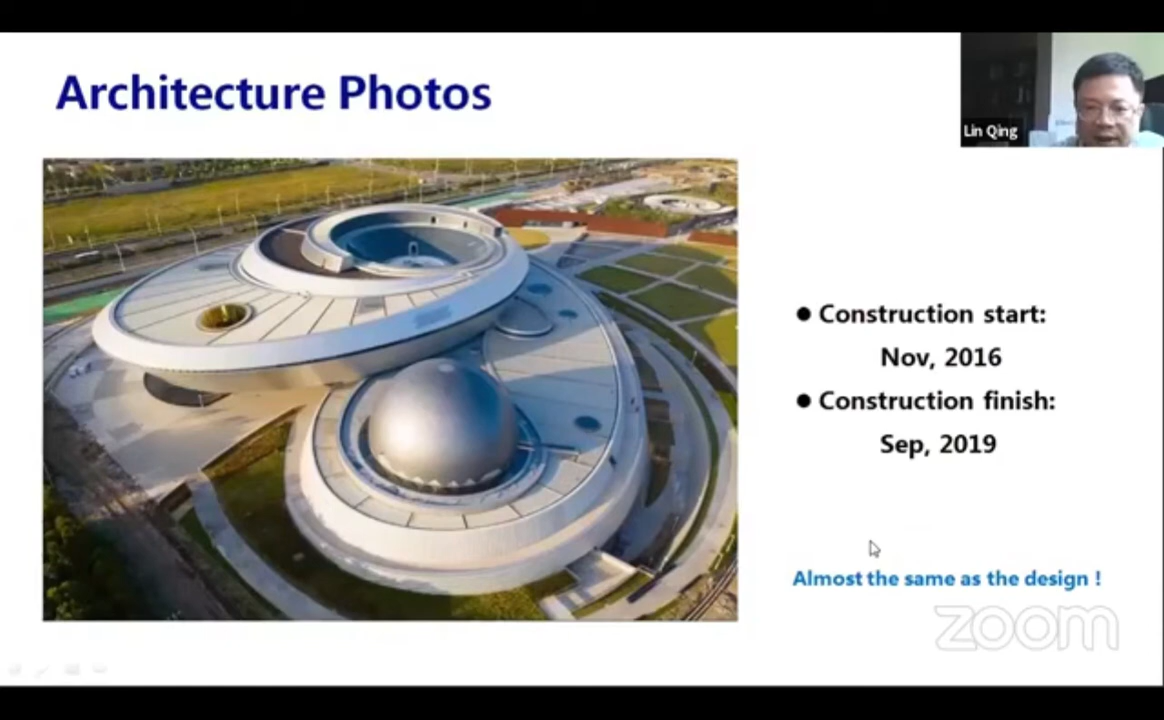 Architecture Photos
Lin Qing
● Construction start:
Nov, 2016
● Construction finish:
Sep, 2019
Almost the same as the design !
zoom